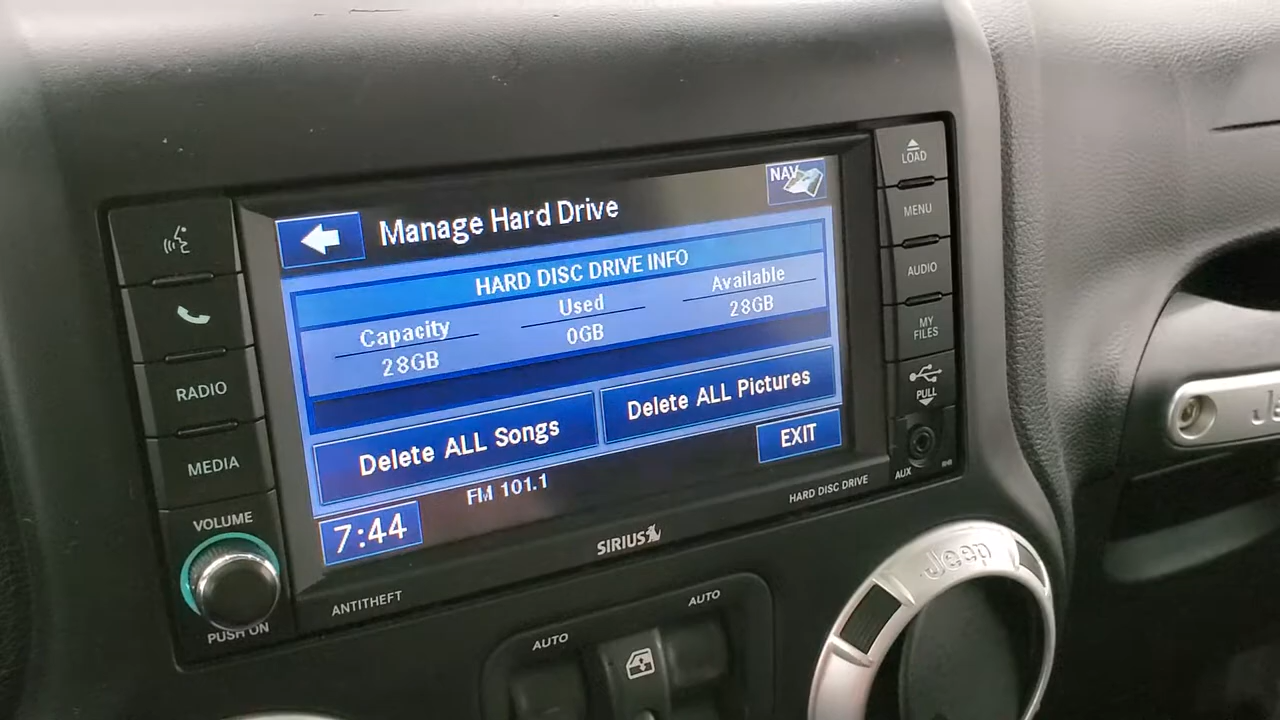 NAV
Manage Hard Drive
HARD DISC DRIVE INFO
Capacity Used Available
28GB 0GB 28GB
Delete ALL Songs Delete ALL Pictures
EXIT
FM 101.1
7:44
RADIO
MEDIA
VOLUME
PUSH ON
LOAD
MENU
AUDIO
MY
FILES
PULL
AUX
HARD DISC DRIVE
SIRIUS
ANTITHEFT
AUTO
AUTO
Jeep